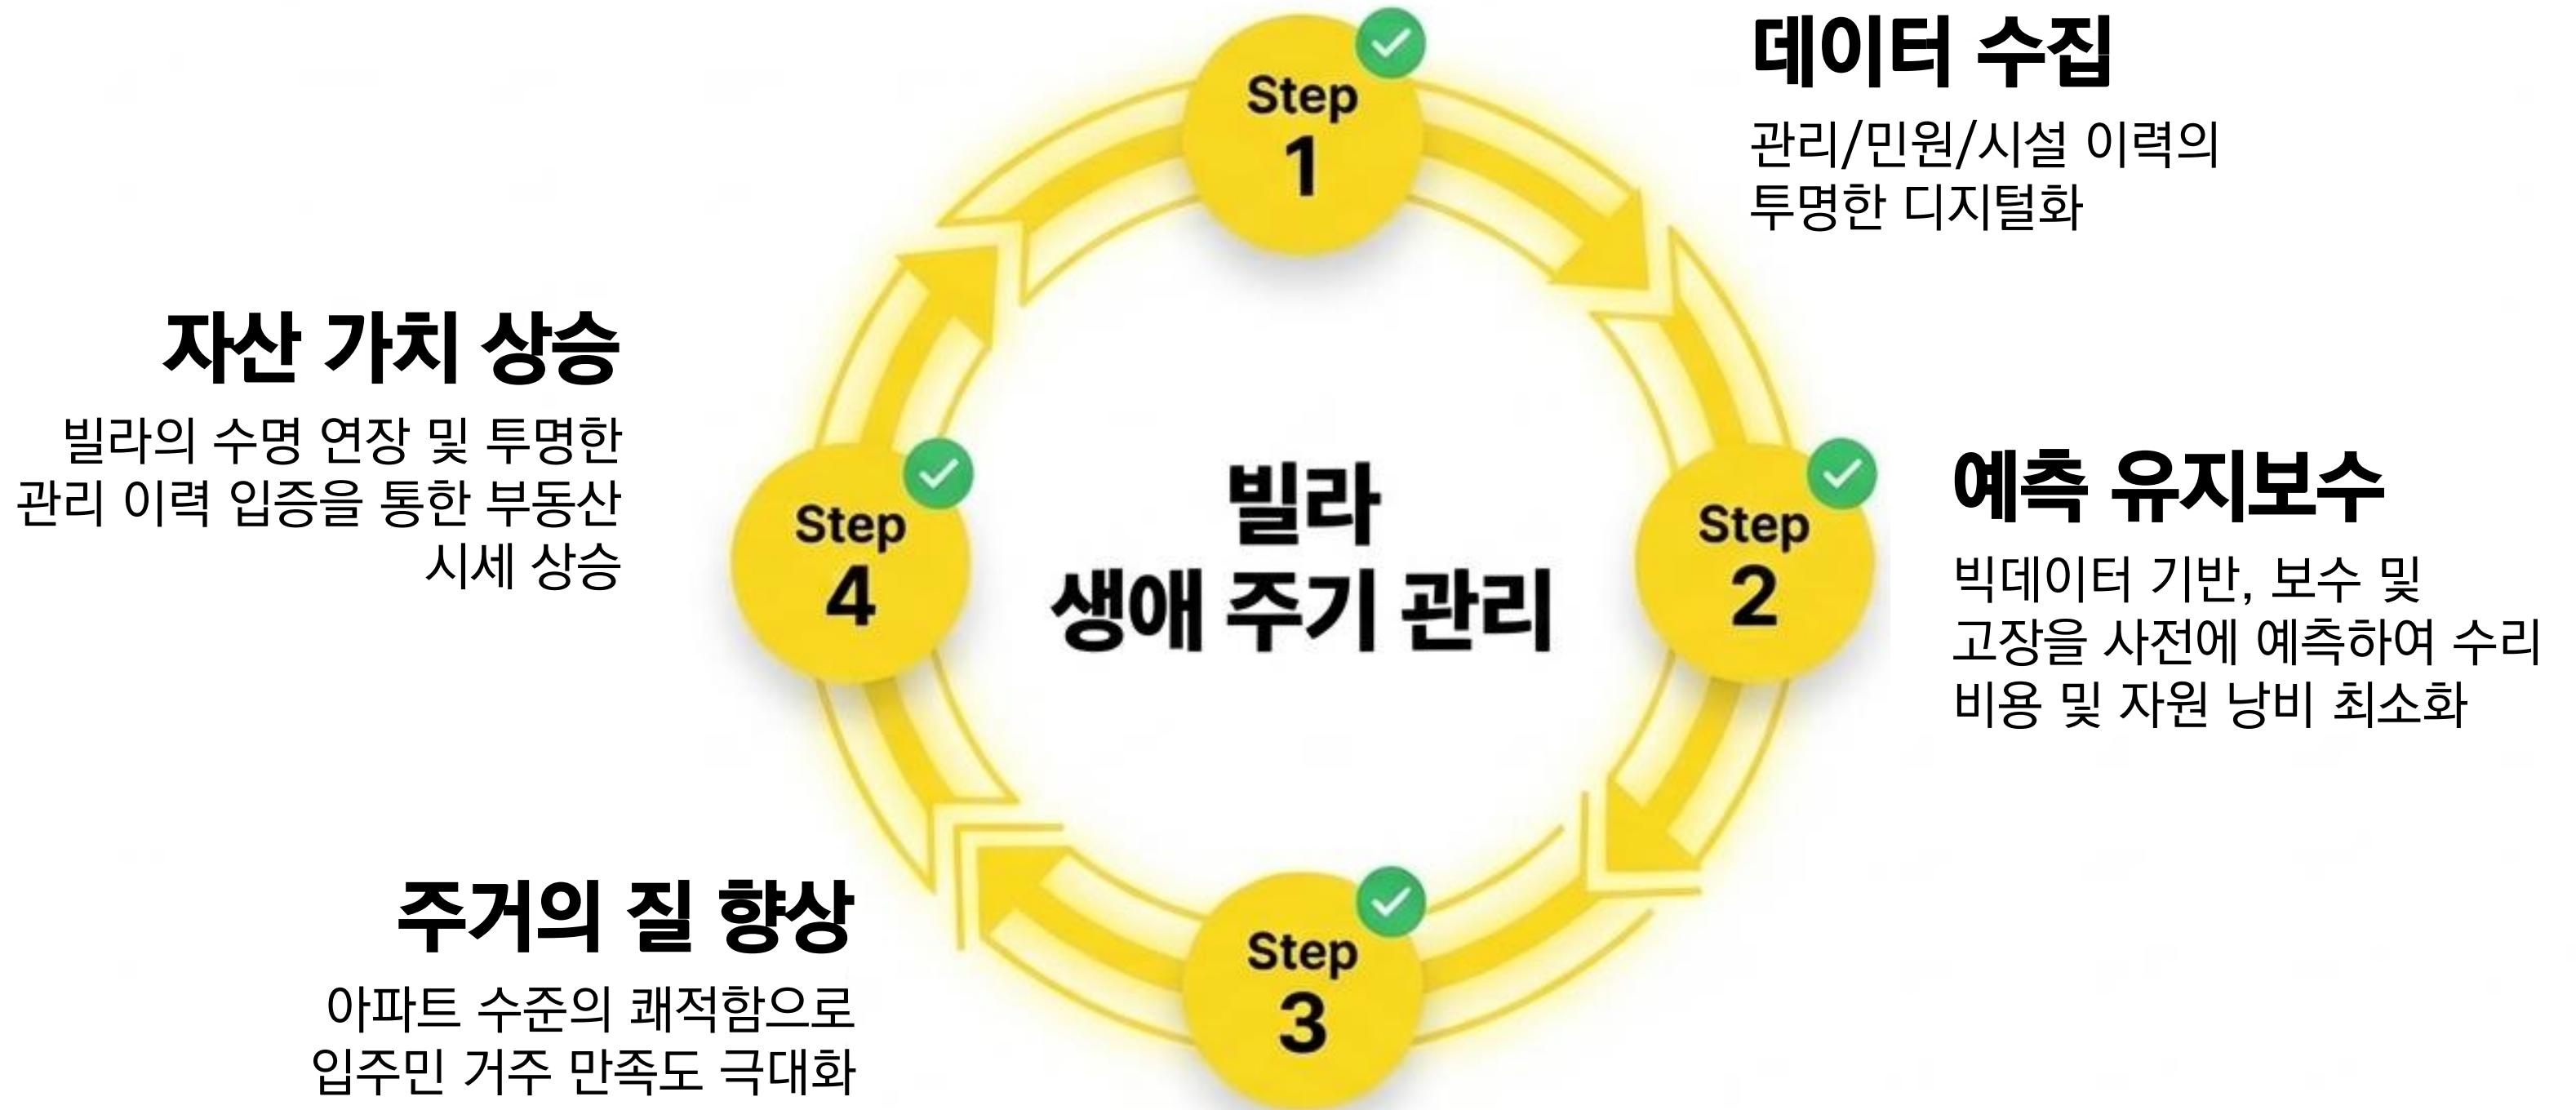 Step
1
데이터 수집
관리/민원/시설 이력의
투명한 디지털화
Step
2
예측 유지보수
빅데이터 기반, 보수 및
고장을 사전에 예측하여 수리
비용 및 자원 낭비 최소화
Step
3
주거의 질 향상
아파트 수준의 쾌적함으로
입주민 거주 만족도 극대화
Step
4
자산 가치 상승
빌라의 수명 연장 및 투명한
관리 이력 입증을 통한 부동산
시세 상승
빌라
생애 주기 관리